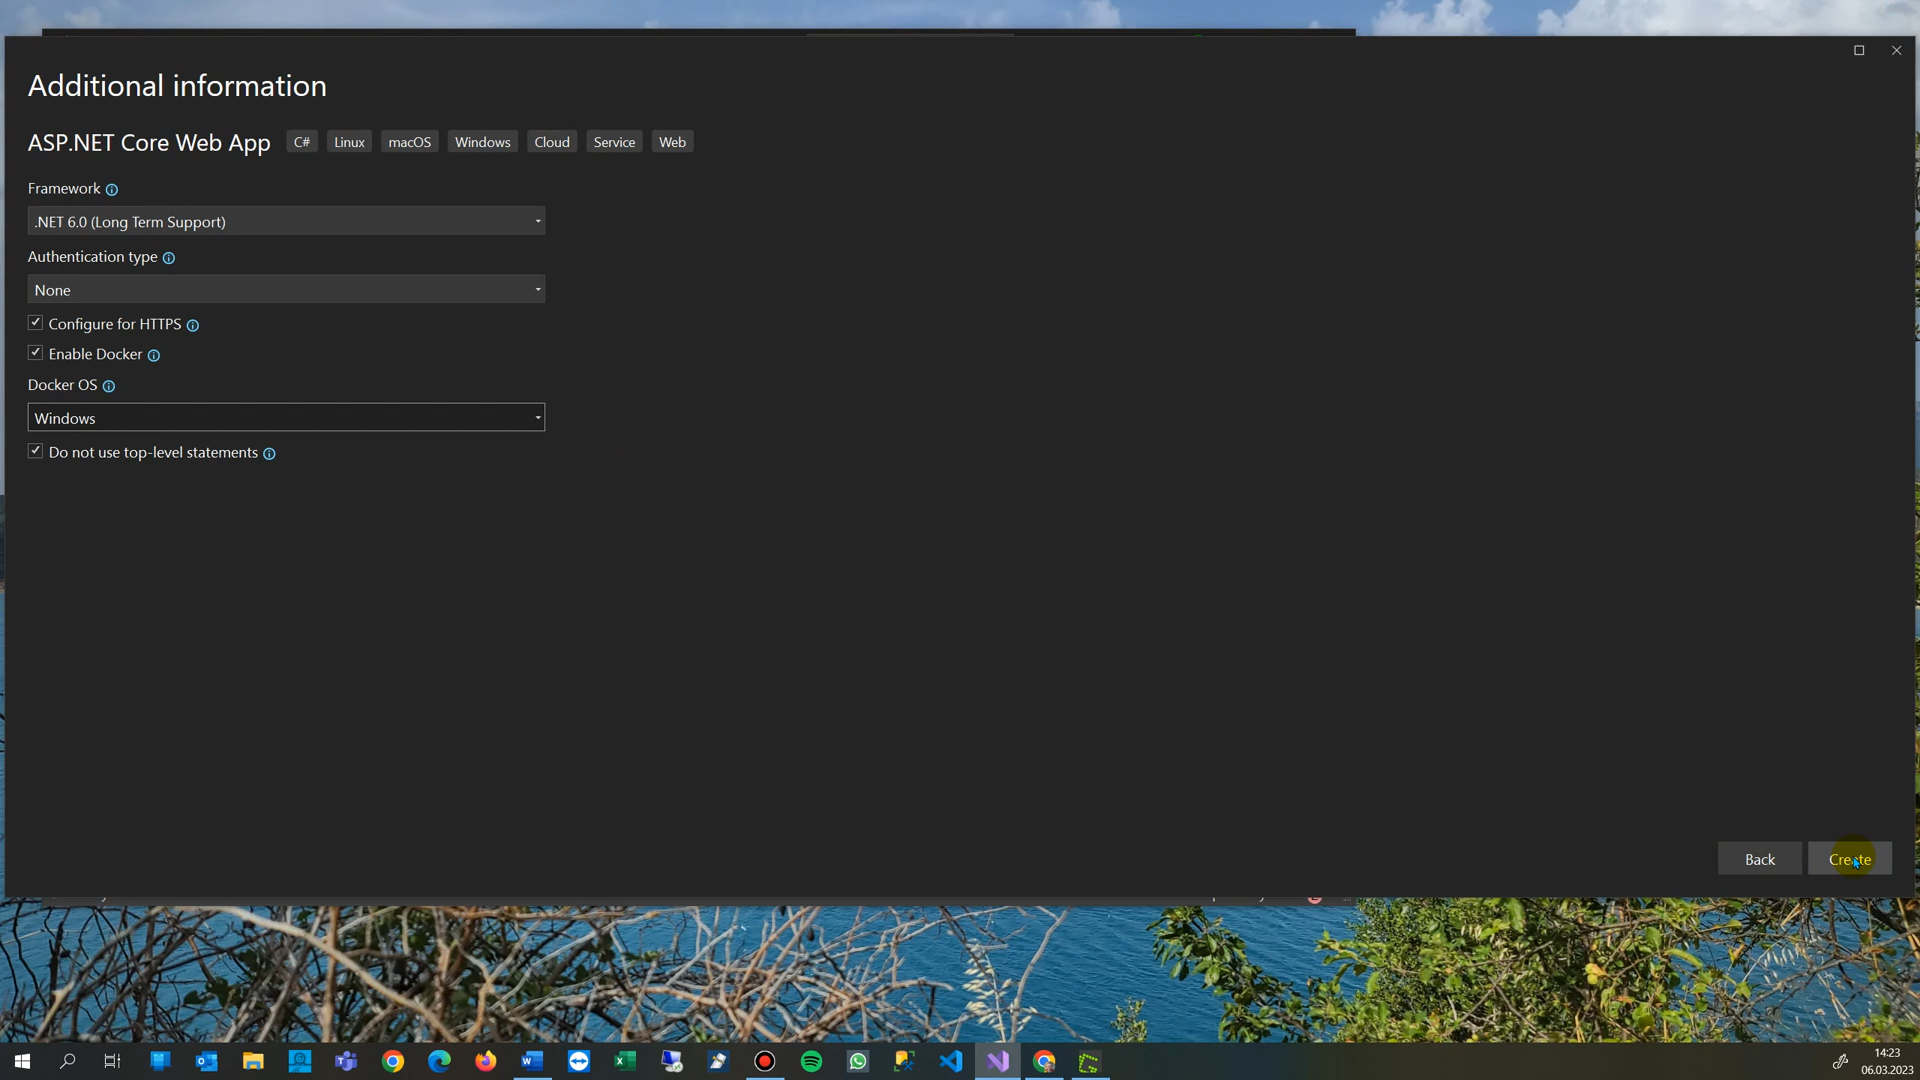 Additional information
ASP.NET Core Web App C# Linux macOS Windows Cloud Service Web
Framework
.NET 6.0 (Long Term Support)
Authentication type
None
Configure for HTTPS
Enable Docker
Docker OS
Windows
Do not use top-level statements
Back Create
14:23
06.03.2023